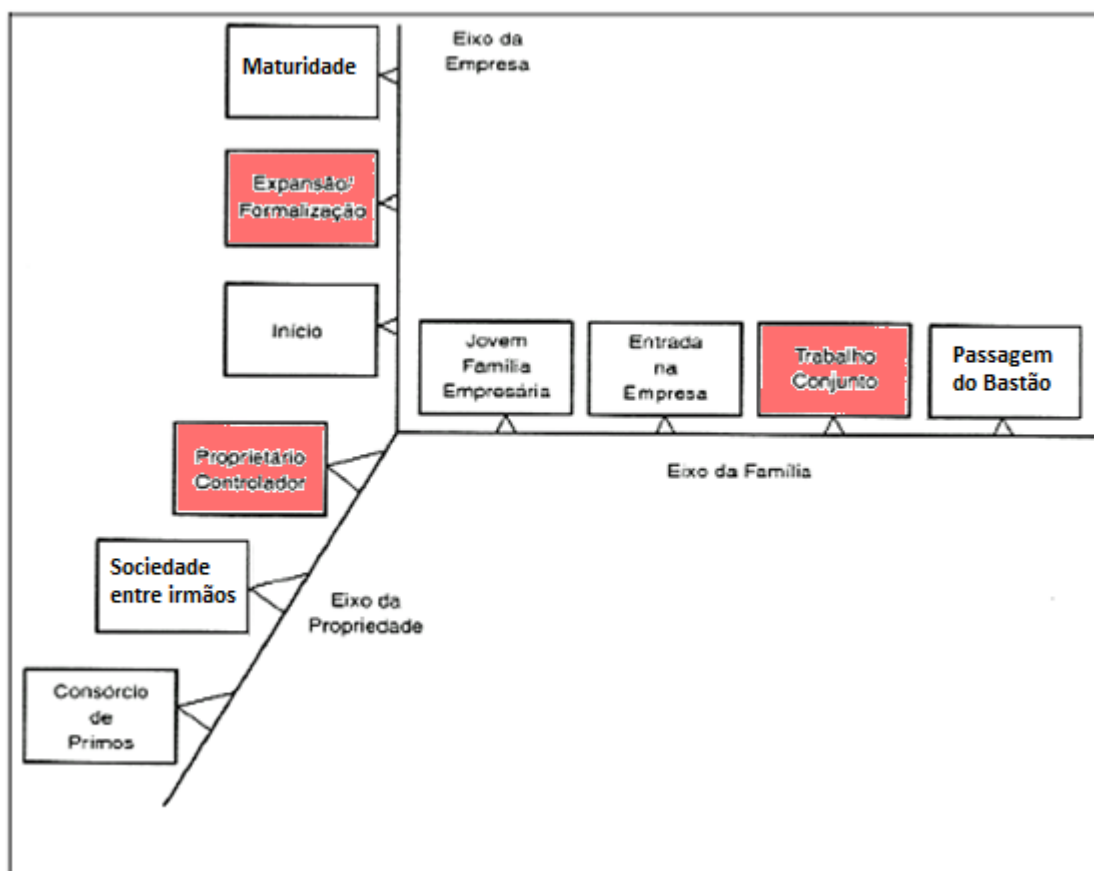 Eixo da
Empresa
Maturidade
Expansão/
Formalização
Início
Jovem
Família
Empresária
Entrada
na
Empresa
Trabalho
Conjunto
Passagem
do Bastão
Proprietário
Controlador
Eixo da Família
Sociedade
entre irmãos
Eixo da
Propriedade
Consórcio
de
Primos